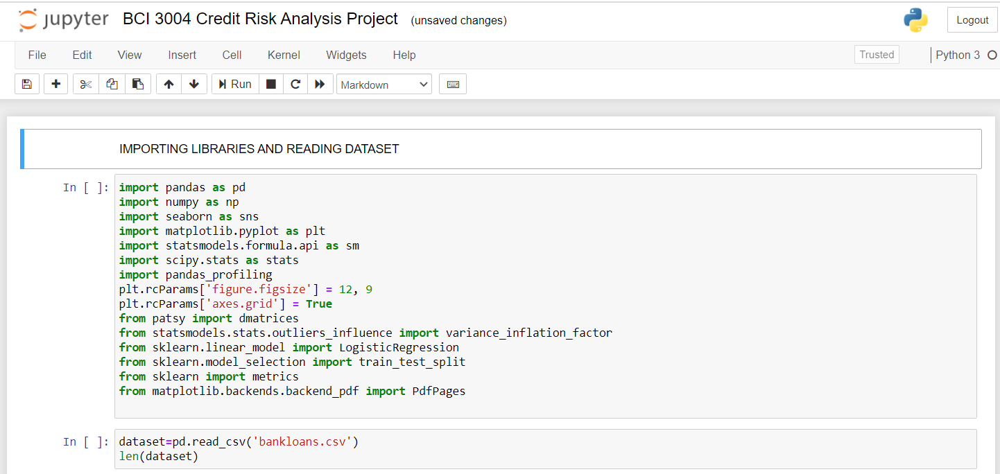 jupyter BCI 3004 Credit Risk Analysis Project (unsaved changes) Logout
File Edit View Insert Cell Kernel Widgets Help Trusted Python 3
Run Markdown
IMPORTING LIBRARIES AND READING DATASET
In [ ]: import pandas as pd
import numpy as np
import seaborn as sns
import matplotlib.pyplot as plt
import statsmodels.formula.api as sm
import scipy.stats as stats
import pandas_profiling
plt.rcParams['figure.figsize'] = 12, 9
plt.rcParams['axes.grid'] = True
from patsy import dmatrices
from statsmodels.stats.outliers_influence import variance_inflation_factor
from sklearn.linear_model import LogisticRegression
from sklearn.model_selection import train_test_split
from sklearn import metrics
from matplotlib.backends.backend_pdf import PdfPages
In [ ]: dataset=pd.read_csv('bankloans.csv')
len(dataset)